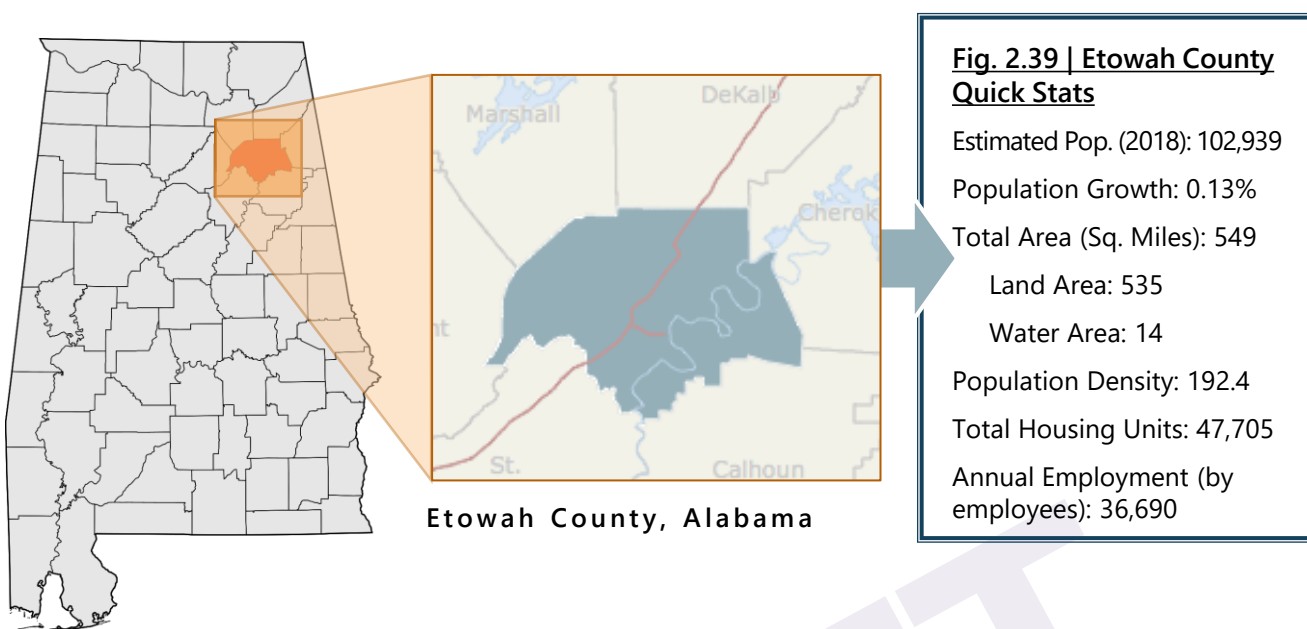 Fig. 2.39 | Etowah County
Quick Stats
Estimated Pop. (2018): 102,939
Population Growth: 0.13%
Total Area (Sq. Miles): 549
Land Area: 535
Water Area: 14
Population Density: 192.4
Total Housing Units: 47,705
Annual Employment (by
employees): 36,690
DeKalb
Marshall
Cherok
nt
St.
Calhoun
Etowah County, Alabama